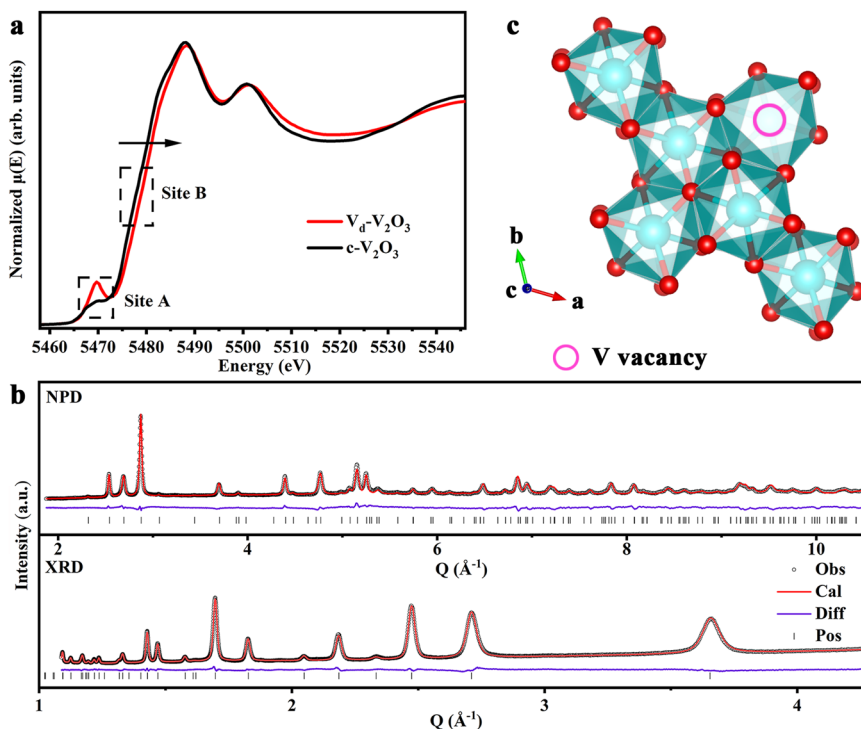 a
Normalized μ(E) (arb. units)
Site B
Site A
V_d-V₂O₃
c-V₂O₃
5460 5470 5480 5490 5500 5510 5520 5530 5540
Energy (eV)
c
b
c
a
V vacancy
b
NPD
Intensity (a.u.)
2 4 6 8 10
Q (Å⁻¹)
XRD
Obs
Cal
Diff
Pos
1 2 3 4
Q (Å⁻¹)